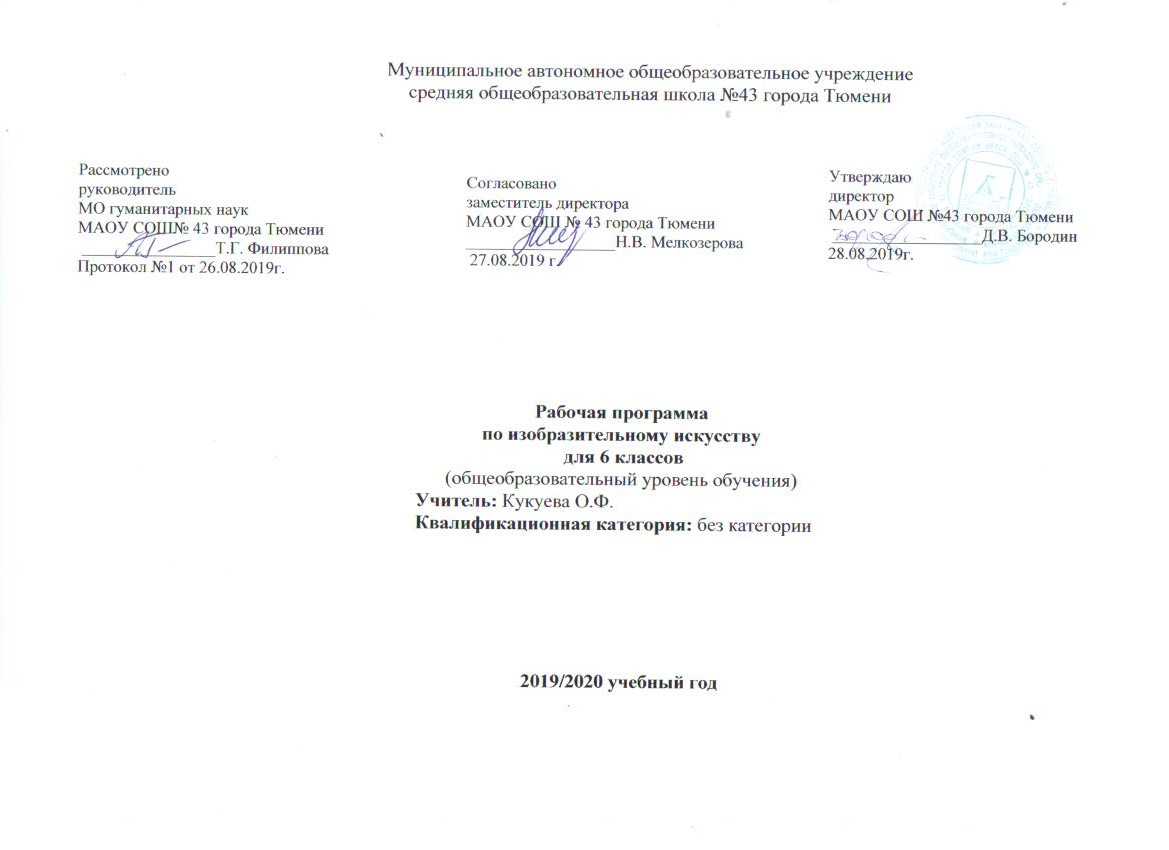 Муниципальное автономное общеобразовательное учреждение
средняя общеобразовательная школа №43 города Тюмени
Рассмотрено
руководитель
МО гуманитарных наук
МАОУ СОШ№ 43 города Тюмени
________________Т.Г. Филиппова
Протокол №1 от 26.08.2019г.
Согласовано
заместитель директора
МАОУ СОШ № 43 города Тюмени
__________________Н.В. Мелкозерова
27.08.2019 г.
Утверждаю
директор
МАОУ СОШ №43 города Тюмени
__________________Д.В. Бородин
28.08.2019г.
Рабочая программа
по изобразительному искусству
для 6 классов
(общеобразовательный уровень обучения)
Учитель: Кукуева О.Ф.
Квалификационная категория: без категории
2019/2020 учебный год